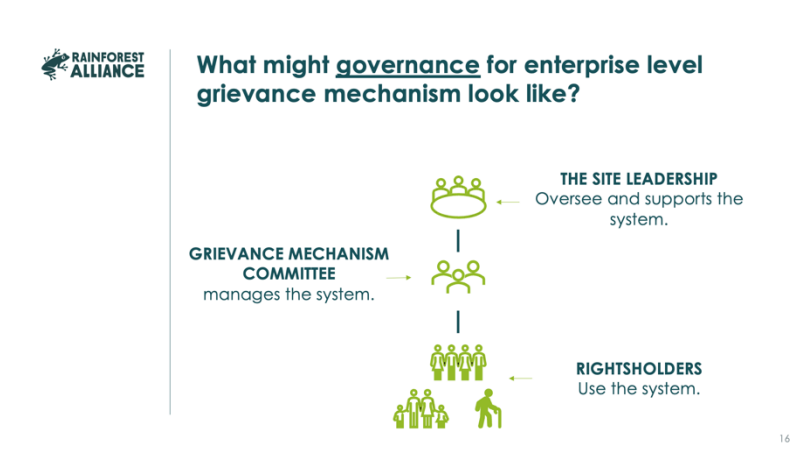 RAINFOREST
ALLIANCE
What might governance for enterprise level
grievance mechanism look like?
THE SITE LEADERSHIP
Oversee and supports the
system.
GRIEVANCE MECHANISM
COMMITTEE
manages the system.
RIGHTSHOLDERS
Use the system.
16